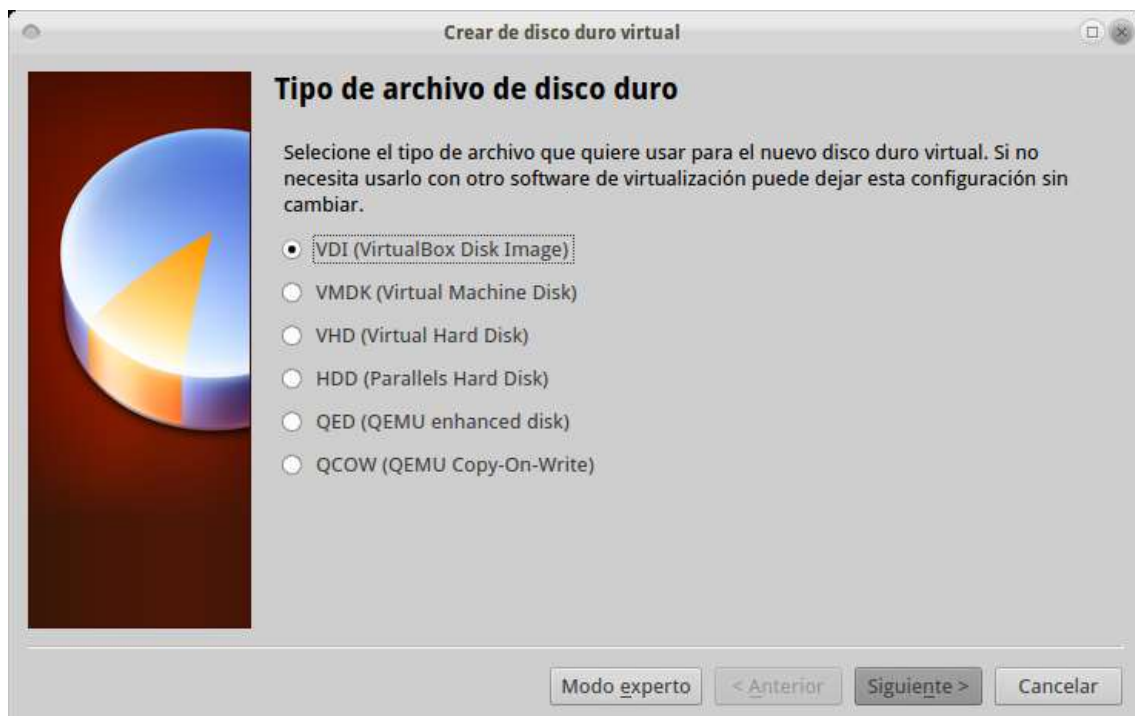 Crear de disco duro virtual
Tipo de archivo de disco duro
Seleccione el tipo de archivo que quiere usar para el nuevo disco duro virtual. Si no
necesita usarlo con otro software de virtualización puede dejar esta configuración sin
cambiar.
VDI (VirtualBox Disk Image)
VMDK (Virtual Machine Disk)
VHD (Virtual Hard Disk)
HDD (Parallels Hard Disk)
QED (QEMU enhanced disk)
QCOW (QEMU Copy-On-Write)
Modo experto < Anterior Siguiente > Cancelar